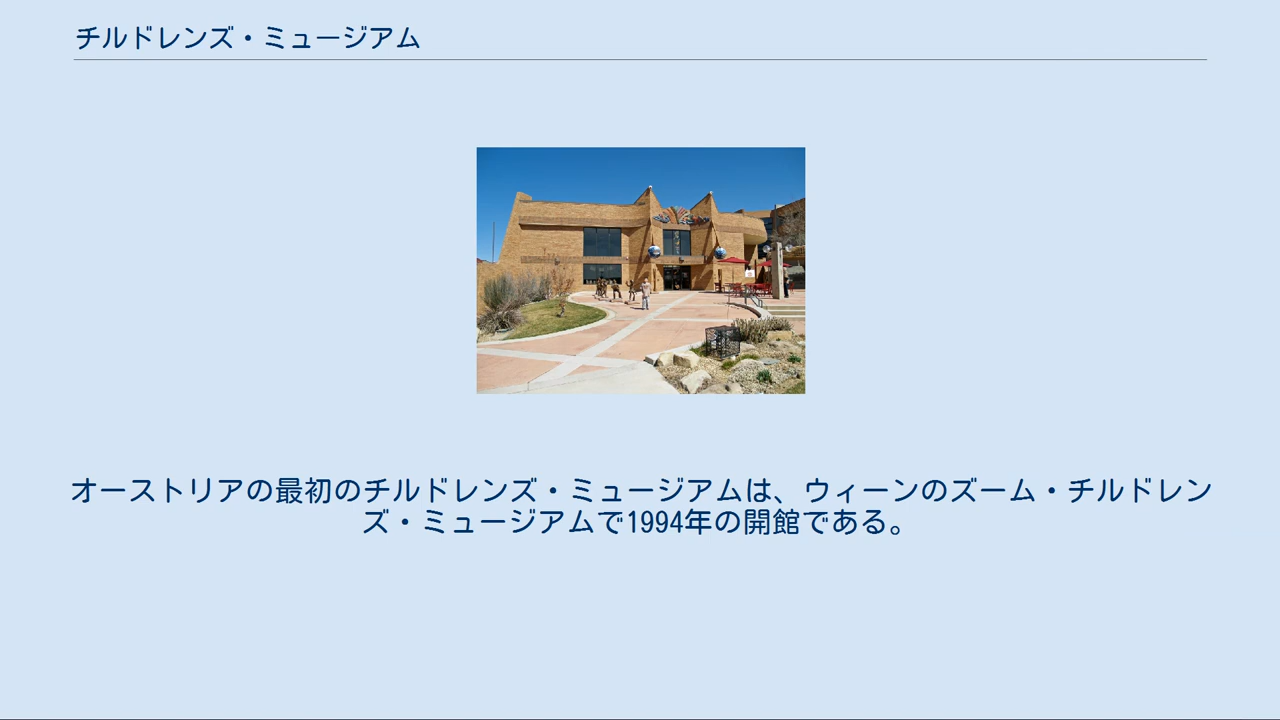 チルドレンズ・ミュージアム
オーストリアの最初のチルドレンズ・ミュージアムは、ウィーンのズーム・チルドレン
ズ・ミュージアムで1994年の開館である。